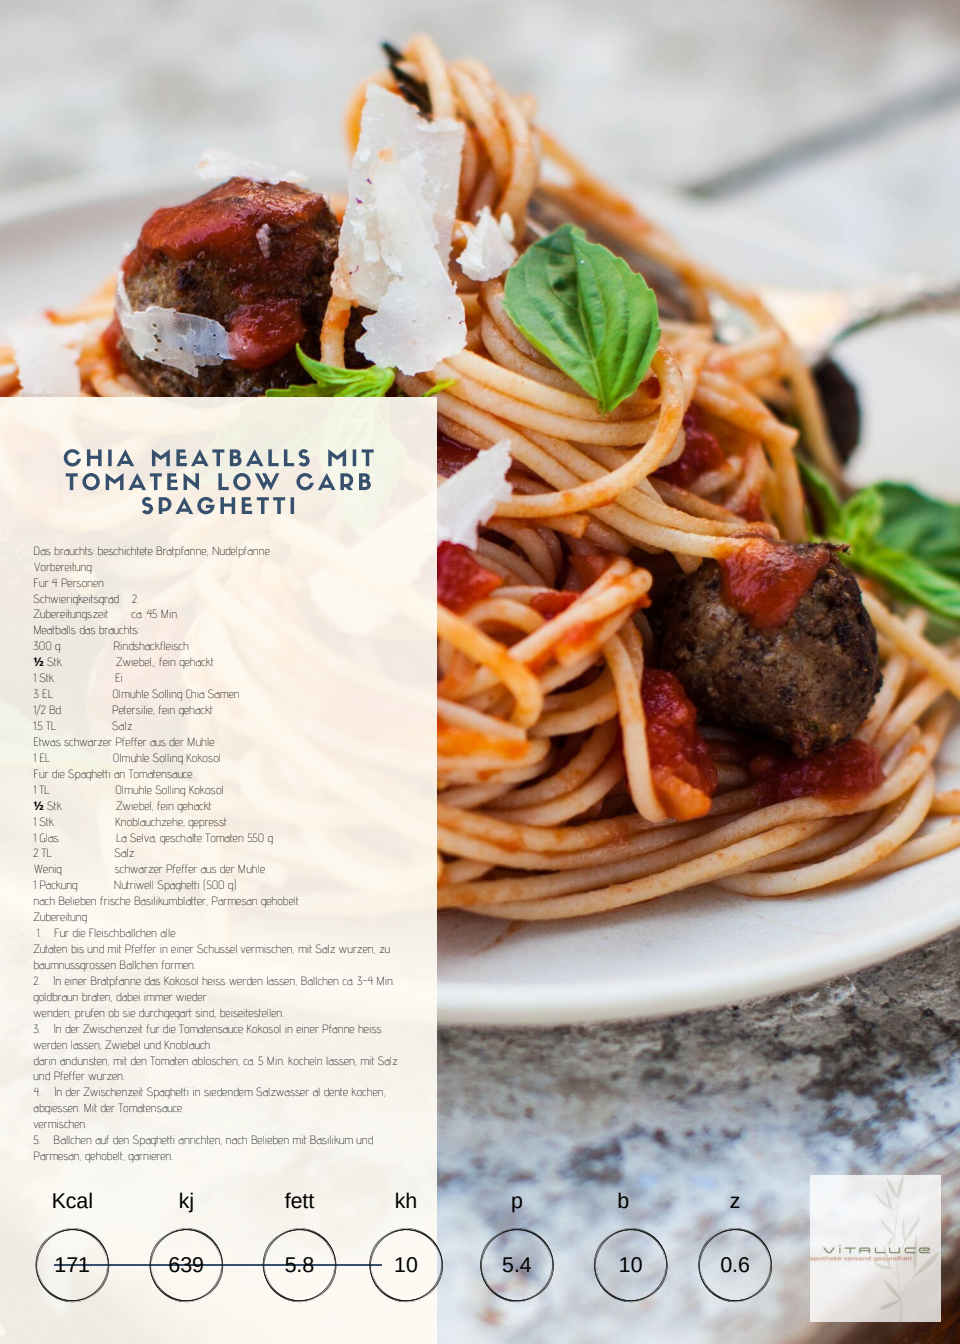 CHIA MEATBALLS MIT
TOMATEN LOW CARB
SPAGHETTI
Das brauchts: beschichtete Bratpfanne, Nudelpfanne
Vorbereitung:
Fur 4 Personen
Schwierigkeitsgrad 2
Zubereitungszeit ca. 45 Min.
Meatballs das brauchts:
300 g Rindshackfleisch
½ Stk. Zwiebel,, fein gehackt
1 Stk. Ei
3 EL Olmuhle Solling Chia Samen
1/2 Bd. Petersilie, fein gehackt
1.5 TL Salz
Etwas schwarzer Pfeffer aus der Muhle
1 EL Olmuhle Solling Kokosol
Fur die Spaghetti an Tomatensauce
1 TL Olmuhle Solling Kokosol
½ Stk. Zwiebel, fein gehackt
1 Stk. Knoblauchzehe, gepresst
1 Glas La Selva, geschalte Tomaten 550 g
2 TL Salz
Wenig schwarzer Pfeffer aus der Muhle
1 Packung Nutriwell Spaghetti (500 g)
nach Belieben frische Basilikumblatter, Parmesan gehobelt
Zubereitung
1. Fur die Fleischballchen alle
Zutaten bis und mit Pfeffer in einer Schussel vermischen, mit Salz wurzen, zu
baumnussgrossen Ballchen formen.
2. In einer Bratpfanne das Kokosol heiss werden lassen, Ballchen ca. 3-4 Min.
goldbraun braten, dabei immer wieder
wenden, prufen ob sie durchgegart sind, beiseitestellen.
3. In der Zwischenzeit fur die Tomatensauce Kokosol in einer Pfanne heiss
werden lassen, Zwiebel und Knoblauch
darin andunsten, mit den Tomaten abloschen, ca. 5 Min. kocheln lassen, mit Salz
und Pfeffer wurzen.
4. In der Zwischenzeit Spaghetti in siedendem Salzwasser al dente kochen,
abgiessen. Mit der Tomatensauce
vermischen.
5. Ballchen auf den Spaghetti anrichten, nach Belieben mit Basilikum und
Parmesan, gehobelt, garnieren.
Kcal kj fett kh p b z
171 639 5.8 10 5.4 10 0.6
VITALUCE
apotheke versand gesundheit